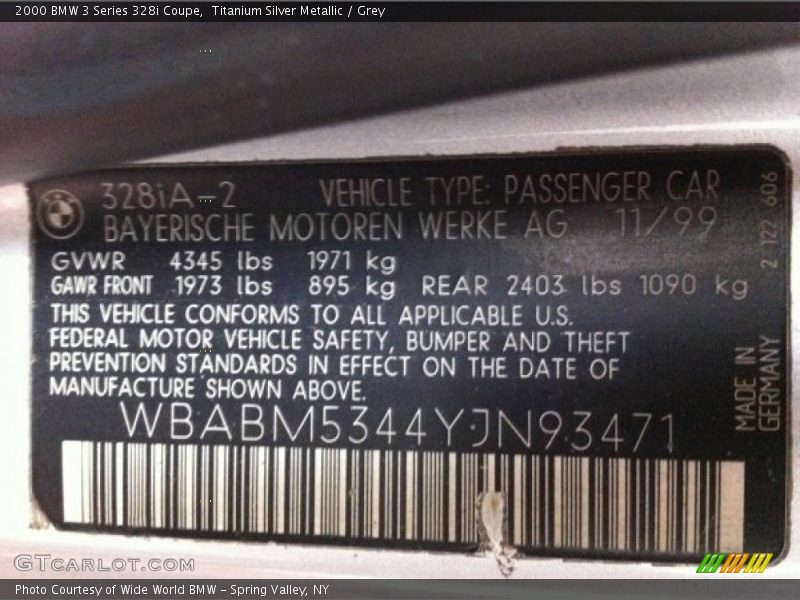 2000 BMW 3 Series 328i Coupe,  Titanium Silver Metallic / Grey
328iA-2 VEHICLE TYPE: PASSENGER CAR
BAYERISCHE MOTOREN WERKE AG 11/99
GVWR 4345 lbs 1971 kg
GAWR FRONT 1973 lbs 895 kg REAR 2403 lbs 1090 kg
THIS VEHICLE CONFORMS TO ALL APPLICABLE U.S.
FEDERAL MOTOR VEHICLE SAFETY, BUMPER AND THEFT
PREVENTION STANDARDS IN EFFECT ON THE DATE OF
MANUFACTURE SHOWN ABOVE.
WBABM5344YJN93471
2 122 606
MADE IN
GERMANY
GTCARLOT.COM
Photo Courtesy of Wide World BMW - Spring Valley, NY